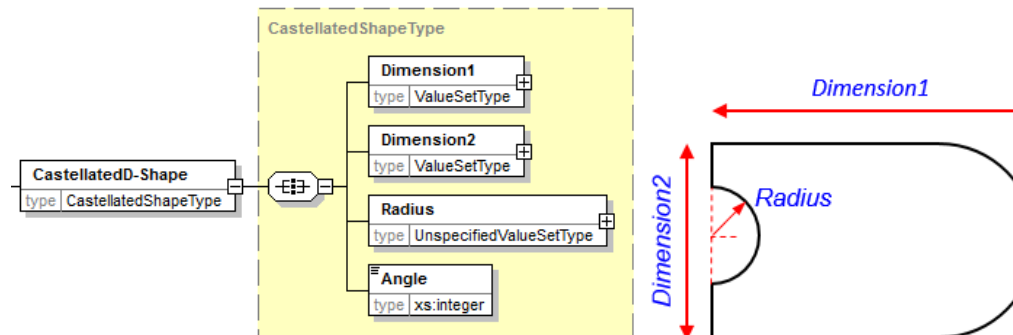 CastellatedShapeType
Dimension1
type ValueSetType
Dimension2
type ValueSetType
CastellatedD-Shape
type CastellatedShapeType
Radius
type UnspecifiedValueSetType
Angle
type xs:integer
Dimension1
Dimension2
Radius